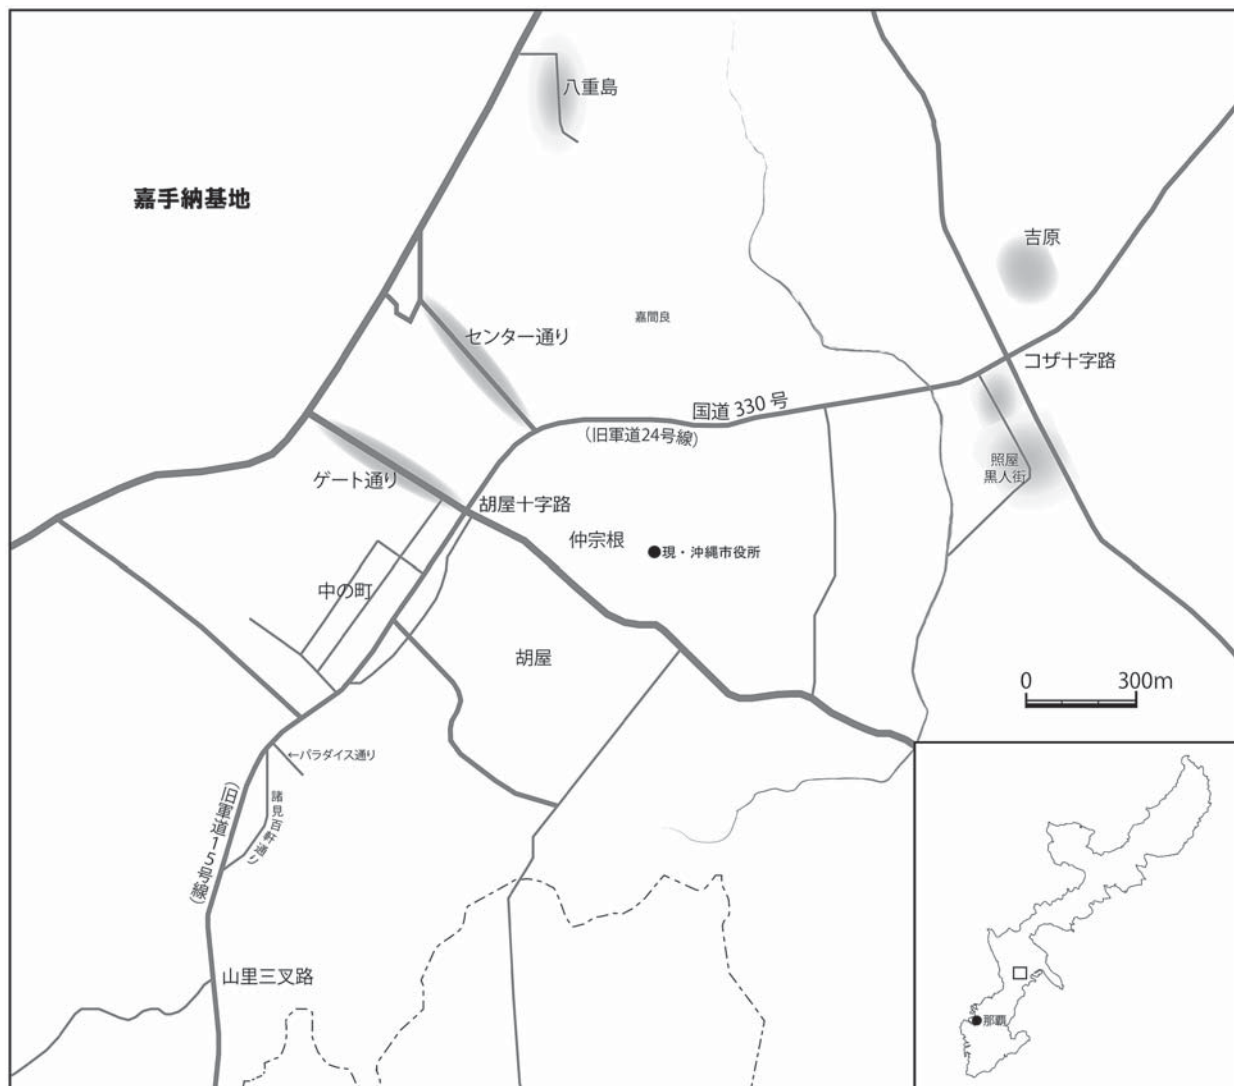 八重島
嘉手納基地
吉原
嘉間良
センター通り
コザ十字路
国道 330 号
(旧軍道24号線)
照屋
黒人街
ゲート通り
胡屋十字路
仲宗根
現・沖縄市役所
中の町
胡屋
0 300m
←パラダイス通り
諸見百軒通り
(旧軍道15号線)
山里三叉路
那覇